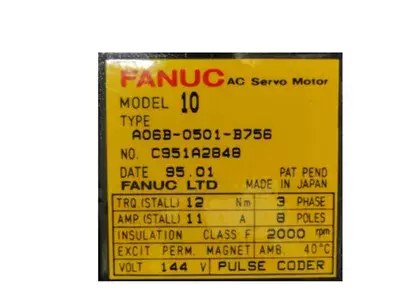 FANUC AC Servo Motor
MODEL 10
TYPE
A06B-0501-B756
NO. C951A2848
DATE 95.01 PAT PEND
FANUC LTD MADE IN JAPAN
TRQ (STALL) 12 Nm 3 PHASE
AMP. (STALL) 11 A 8 POLES
INSULATION CLASS F 2000 rpm
EXCIT PERM. MAGNET AMB. 40°C
VOLT 144 V PULSE CODER